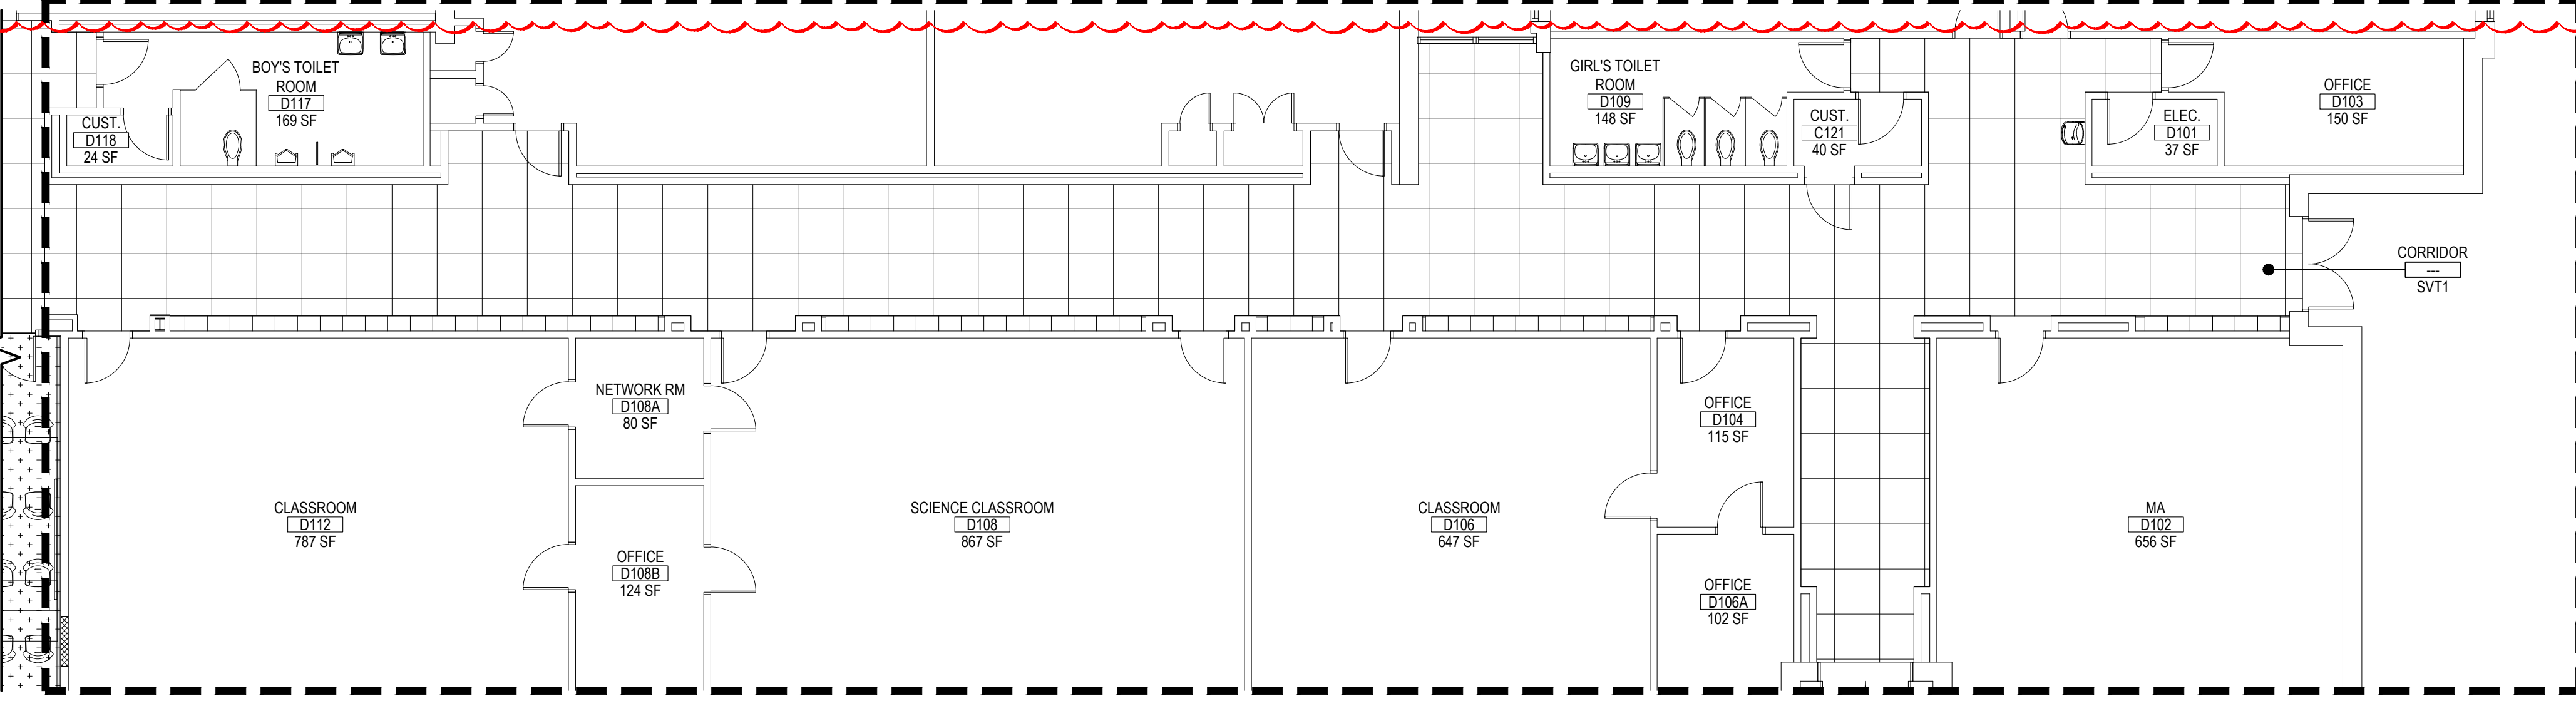 BOY'S TOILET
ROOM
D117
169 SF
CUST.
D118
24 SF
GIRL'S TOILET
ROOM
D109
148 SF
CUST.
C121
40 SF
ELEC.
D101
37 SF
OFFICE
D103
150 SF
CORRIDOR
---
SVT1
NETWORK RM
D108A
80 SF
OFFICE
D104
115 SF
CLASSROOM
D112
787 SF
SCIENCE CLASSROOM
D108
867 SF
CLASSROOM
D106
647 SF
MA
D102
656 SF
OFFICE
D108B
124 SF
OFFICE
D106A
102 SF